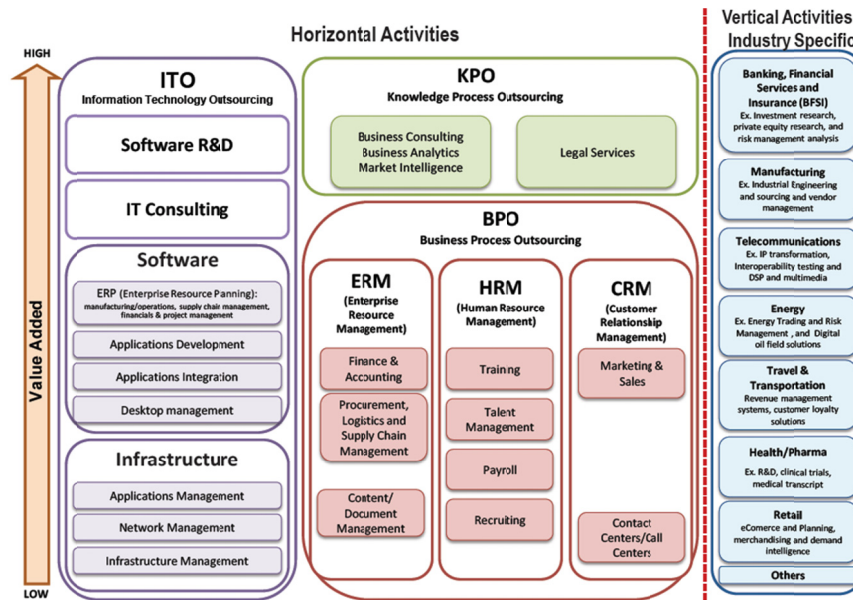 Horizontal Activities
Vertical Activities
Industry Specific
HIGH
Value Added
LOW
ITO
Information Technology Outsourcing
Software R&D
IT Consulting
Software
ERP (Enterprise Resource Panning):
manufacturing/operations, supply chain management,
financials & project management
Applications Development
Applications Integration
Desktop management
Infrastructure
Applications Management
Network Management
Infrastructure Management
KPO
Knowledge Process Outsourcing
Business Consulting
Business Analytics
Market Intelligence
Legal Services
BPO
Business Process Outsourcing
ERM
(Enterprise
Resource
Management)
Finance &
Accounting
Procurement,
Logistics and
Supply Chain
Management
Content/
Document
Management
HRM
(Human Resource
Management)
Training
Talent
Management
Payroll
Recruiting
CRM
(Customer
Relationship
Management)
Marketing &
Sales
Contact
Centers/Call
Centers
Banking, Financial
Services and
Insurance (BFSI)
Ex. Investment research,
private equity research, and
risk management analysis
Manufacturing
Ex. Industrial Engineering
and sourcing and vendor
management
Telecommunications
Ex. IP transformation,
Interoperability testing and
DSP and multimedia
Energy
Ex. Energy Trading and Risk
Management , and Digital
oil field solutions
Travel &
Transportation
Revenue management
systems, customer loyalty
solutions
Health/Pharma
Ex. R&D, clinical trials,
medical transcript
Retail
eComerce and Planning,
merchandising and demand
intelligence
Others